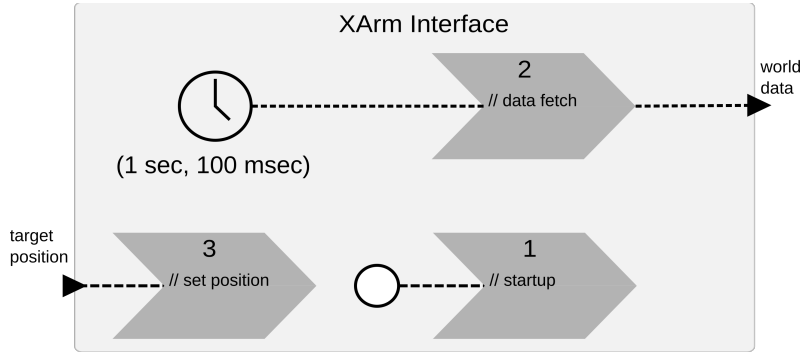 XArm Interface
2
// data fetch
world
data
(1 sec, 100 msec)
target
position
3
// set position
1
// startup